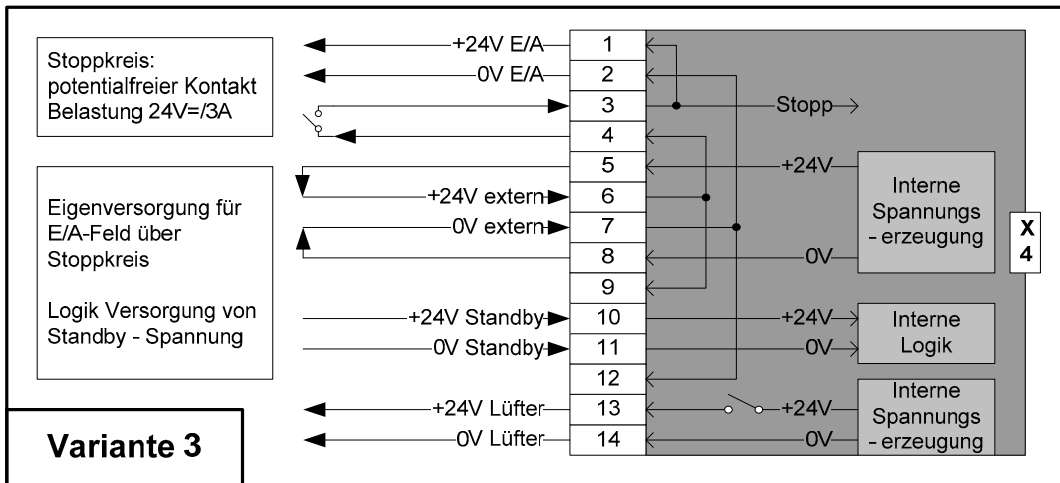 Stoppkreis:
potentialfreier Kontakt
Belastung 24V=/3A
Eigenversorgung für
E/A-Feld über
Stoppkreis
Logik Versorgung von
Standby - Spannung
Variante 3
+24V E/A
0V E/A
+24V extern
0V extern
+24V Standby
0V Standby
+24V Lüfter
0V Lüfter
1
2
3
4
5
6
7
8
9
10
11
12
13
14
Stopp
+24V
0V
Interne
Spannungs
- erzeugung
+24V
0V
Interne
Logik
+24V
0V
Interne
Spannungs
- erzeugung
X
4